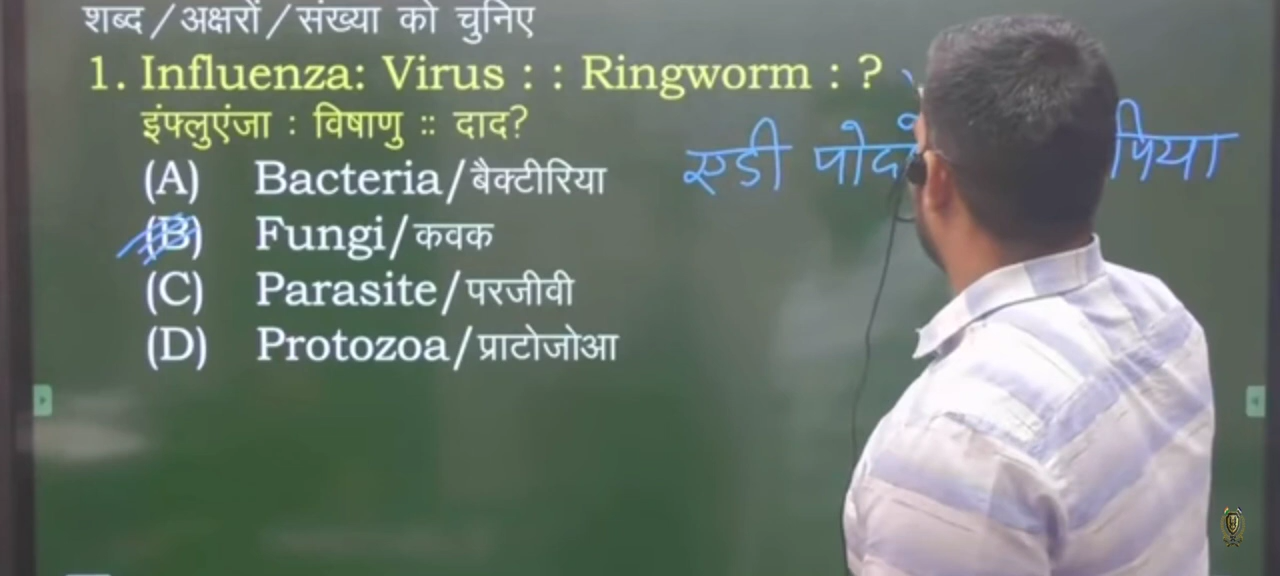 शब्द/अक्षरों/संख्या को चुनिए
1. Influenza: Virus : : Ringworm : ?
इंफ्लुएंजा : विषाणु :: दाद?
(A) Bacteria/बैक्टीरिया
(B) Fungi/कवक
(C) Parasite/परजीवी
(D) Protozoa/प्राटोजोआ
एडी